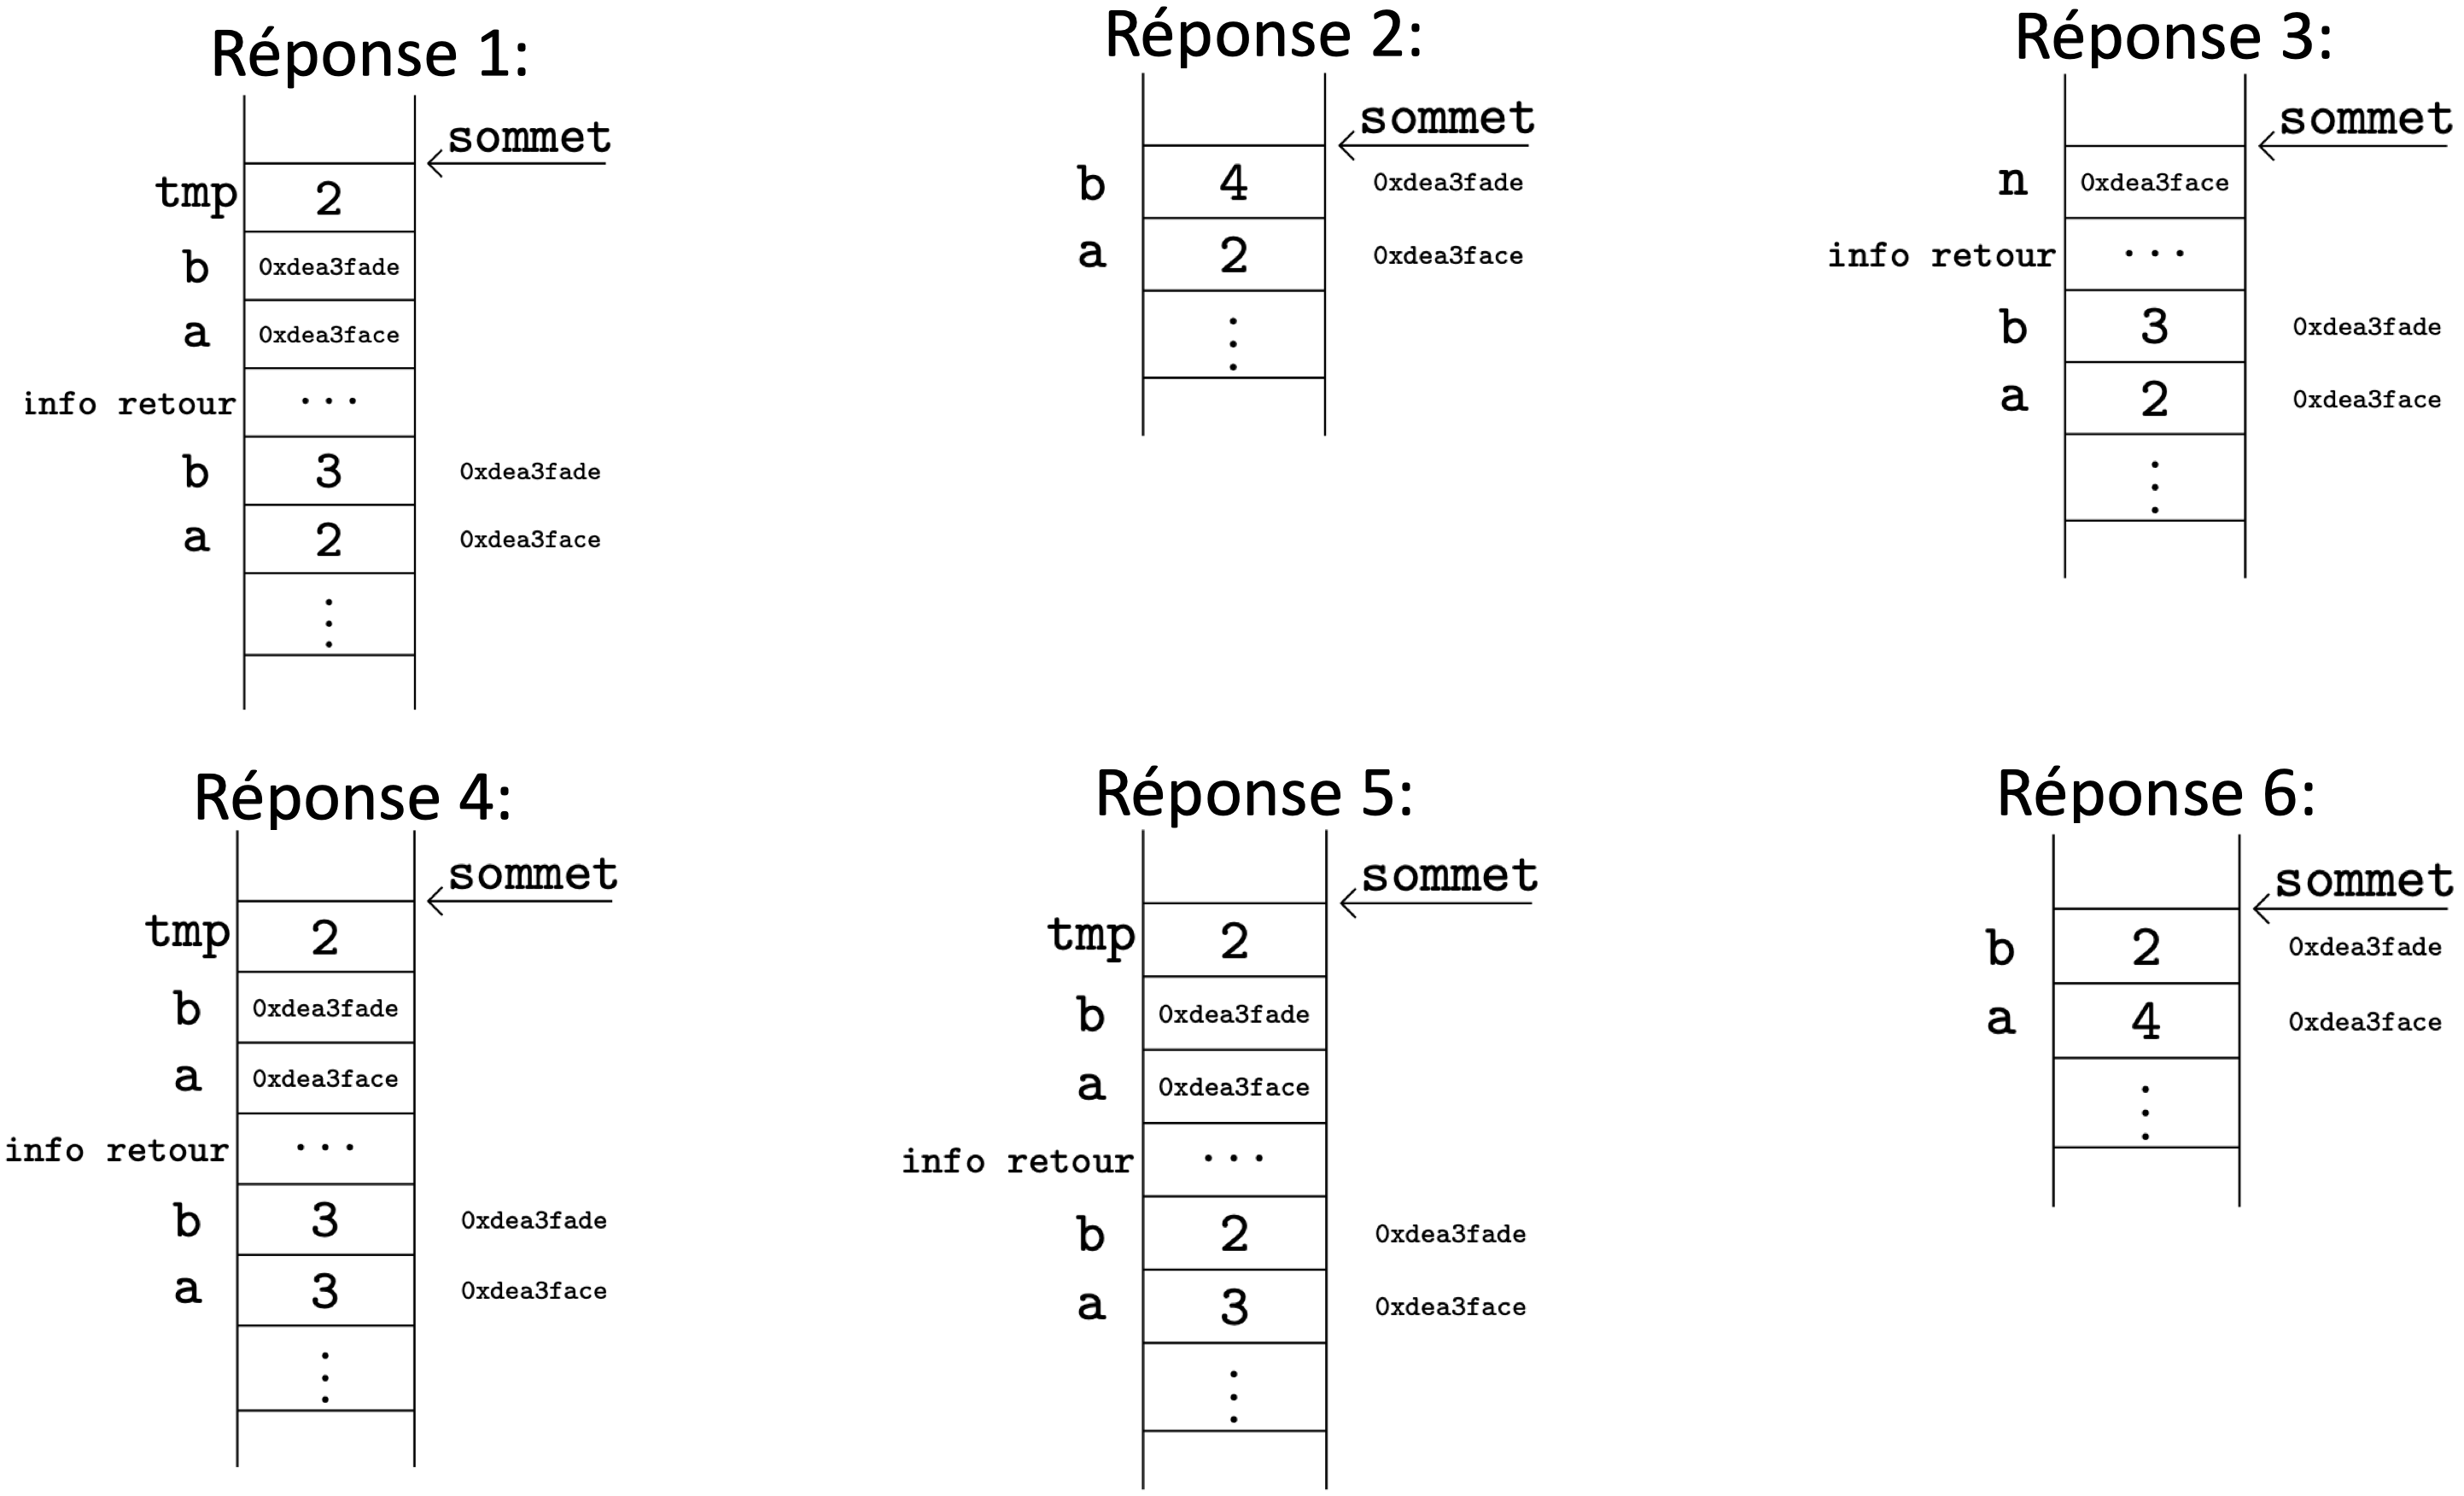 Réponse 1:
sommet
tmp 2
b 0xdea3fade
a 0xdea3face
info retour ...
b 3 0xdea3fade
a 2 0xdea3face
Réponse 2:
sommet
b 4 0xdea3fade
a 2 0xdea3face
Réponse 3:
sommet
n 0xdea3face
info retour ...
b 3 0xdea3fade
a 2 0xdea3face
Réponse 4:
sommet
tmp 2
b 0xdea3fade
a 0xdea3face
info retour ...
b 3 0xdea3fade
a 3 0xdea3face
Réponse 5:
sommet
tmp 2
b 0xdea3fade
a 0xdea3face
info retour ...
b 2 0xdea3fade
a 3 0xdea3face
Réponse 6:
sommet
b 2 0xdea3fade
a 4 0xdea3face